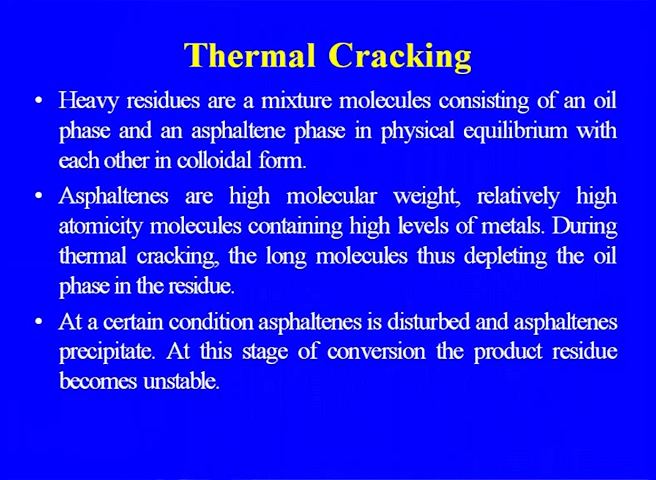 Thermal Cracking
• Heavy residues are a mixture molecules consisting of an oil
phase and an asphaltene phase in physical equilibrium with
each other in colloidal form.
• Asphaltenes are high molecular weight, relatively high
atomicity molecules containing high levels of metals. During
thermal cracking, the long molecules thus depleting the oil
phase in the residue.
• At a certain condition asphaltenes is disturbed and asphaltenes
precipitate. At this stage of conversion the product residue
becomes unstable.